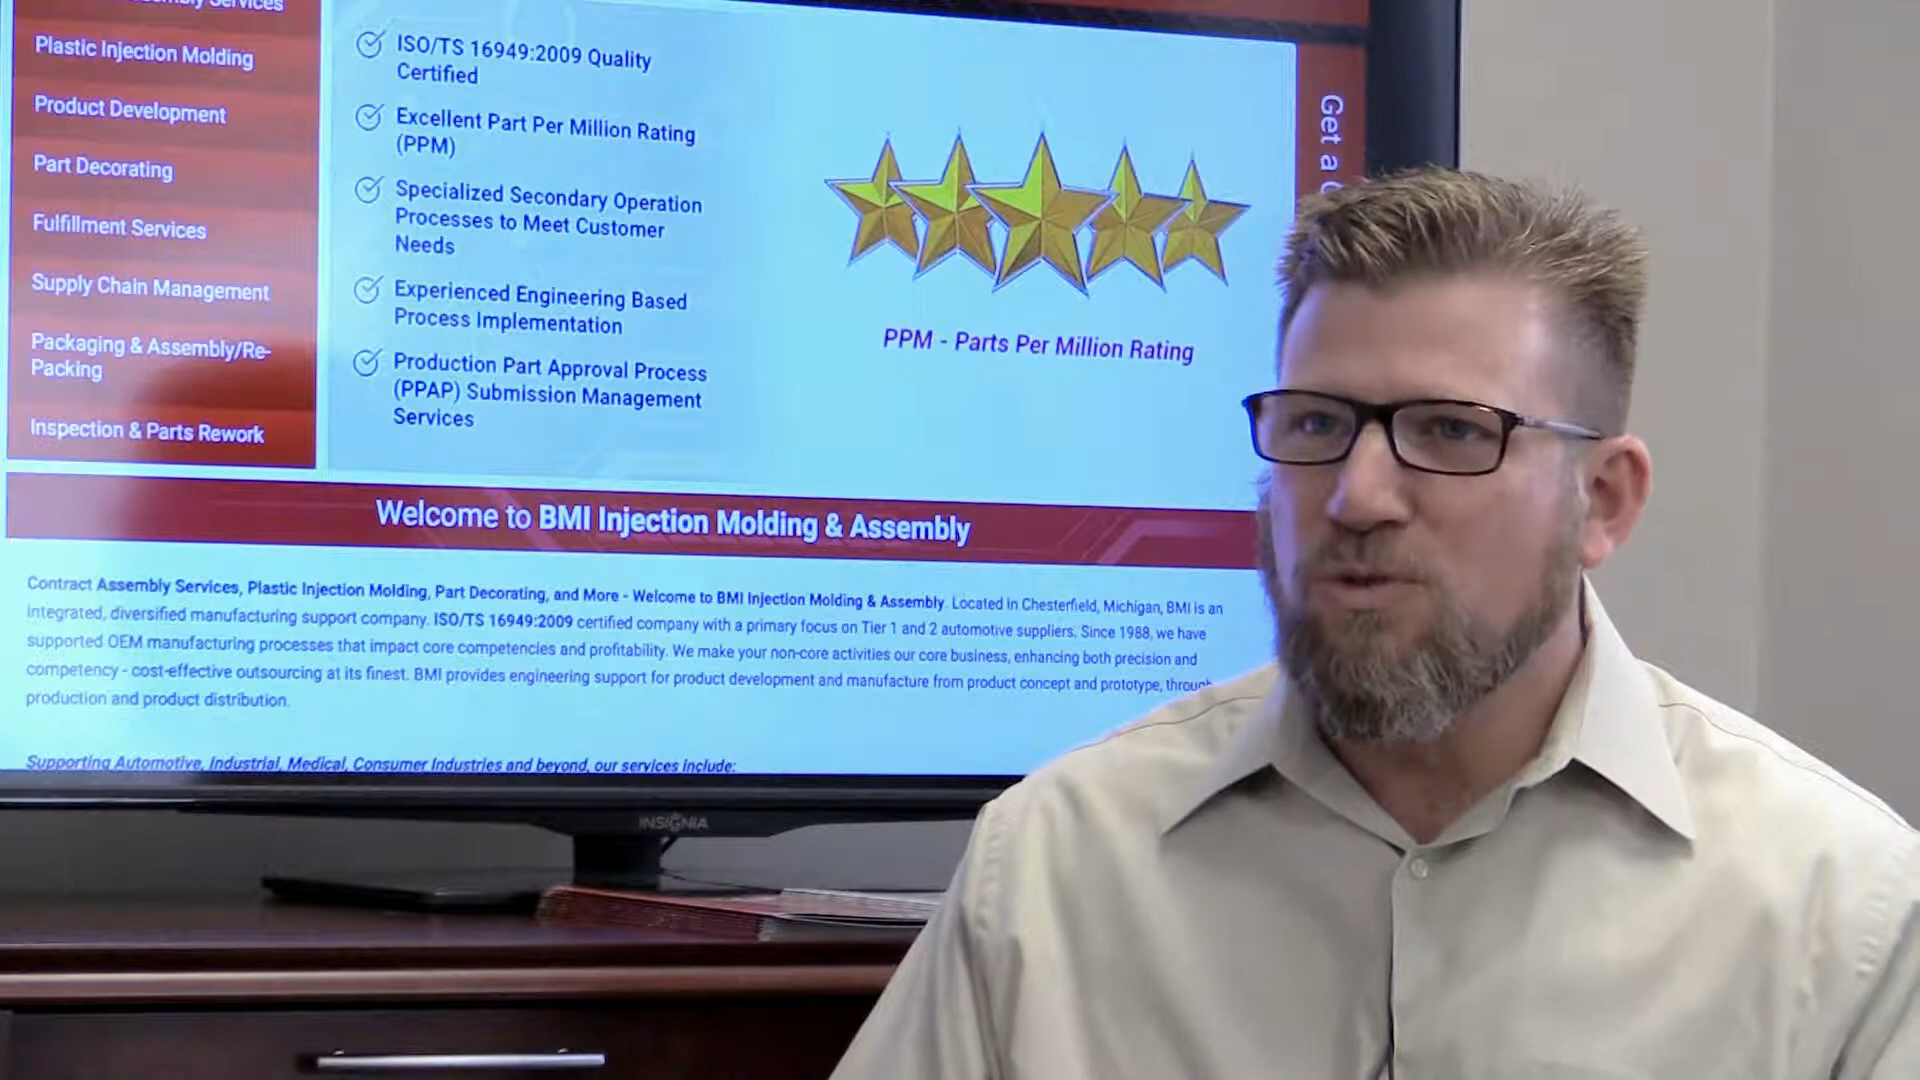 Services
Plastic Injection Molding
Product Development
Part Decorating
Fulfillment Services
Supply Chain Management
Packaging & Assembly/Re-
Packing
Inspection & Parts Rework
ISO/TS 16949:2009 Quality
Certified
Excellent Part Per Million Rating
(PPM)
Specialized Secondary Operation
Processes to Meet Customer
Needs
Experienced Engineering Based
Process Implementation
Production Part Approval Process
(PPAP) Submission Management
Services
PPM - Parts Per Million Rating
Get a
Welcome to BMI Injection Molding & Assembly
Contract Assembly Services, Plastic Injection Molding, Part Decorating, and More - Welcome to BMI Injection Molding & Assembly. Located in Chesterfield, Michigan, BMI is an
integrated, diversified manufacturing support company. ISO/TS 16949:2009 certified company with a primary focus on Tier 1 and 2 automotive suppliers. Since 1988, we have
supported OEM manufacturing processes that impact core competencies and profitability. We make your non-core activities our core business, enhancing both precision and
competency - cost-effective outsourcing at its finest. BMI provides engineering support for product development and manufacture from product concept and prototype, through
production and product distribution.
Supporting Automotive, Industrial, Medical, Consumer Industries and beyond, our services include:
INSIGNIA